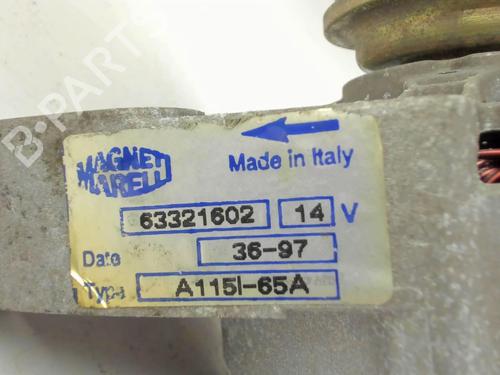 B-PARTS
Made in Italy
MAGNETI
MARELLI
63321602 14 V
Date 36-97
Type A115I-65A